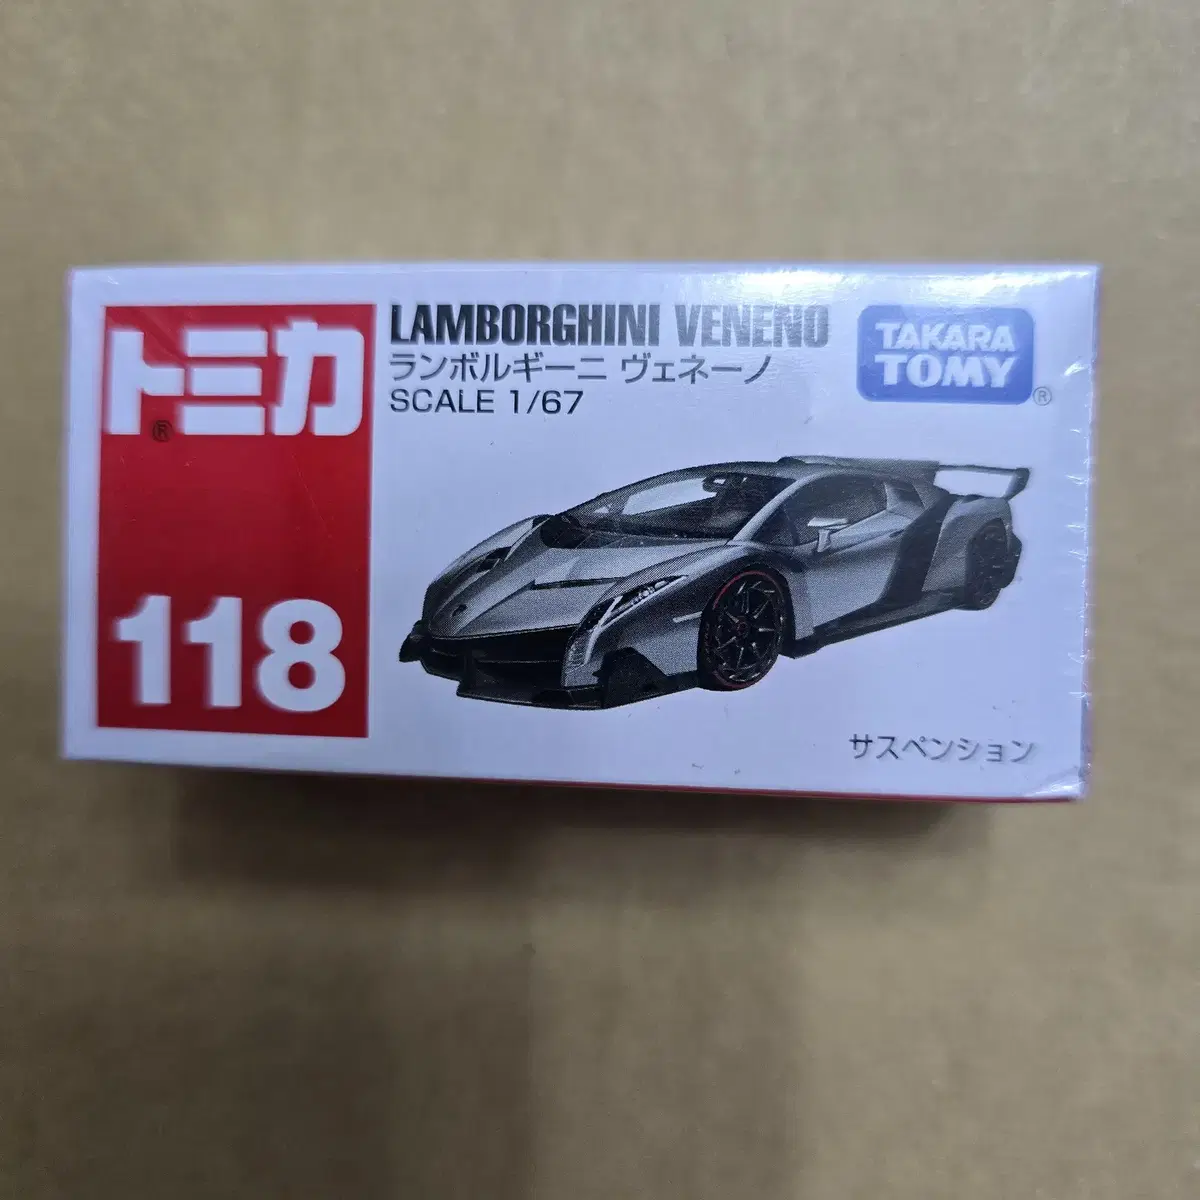 トミカ
®
118
LAMBORGHINI VENENO
ランボルギーニ ヴェネーノ
SCALE 1/67
TAKARA
TOMY
®
サスペンション